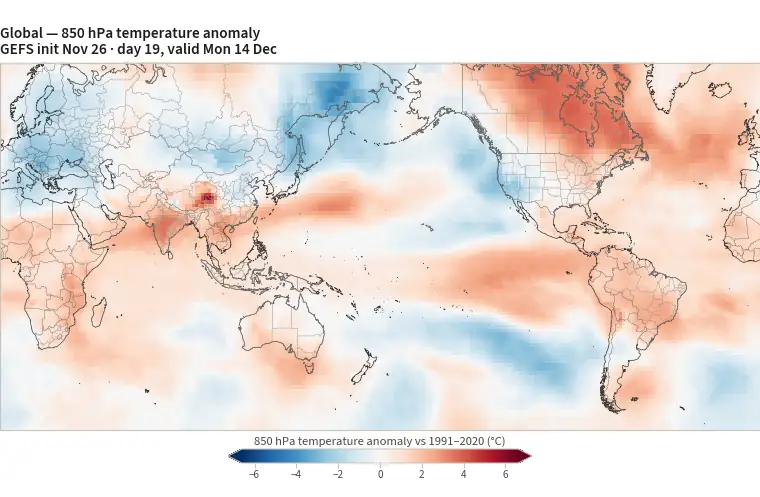 Global — 850 hPa temperature anomaly
GEFS init Nov 26 · day 19, valid Mon 14 Dec
850 hPa temperature anomaly vs 1991–2020 (°C)
−6 −4 −2 0 2 4 6